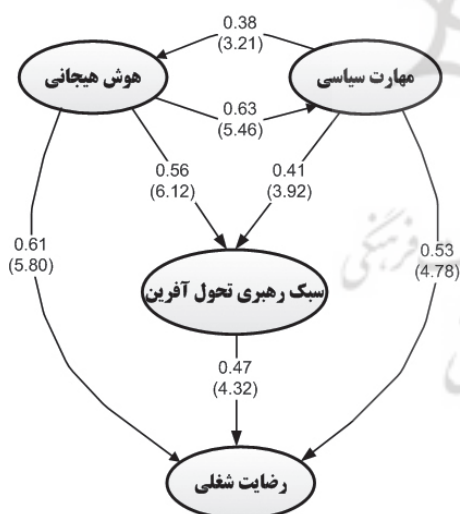 0.38
(3.21)
هوش هیجانی
مهارت سیاسی
0.63
(5.46)
0.56
(6.12)
0.41
(3.92)
0.61
(5.80)
0.53
(4.78)
سبک رهبری تحول آفرین
0.47
(4.32)
رضایت شغلی
فرهنگی